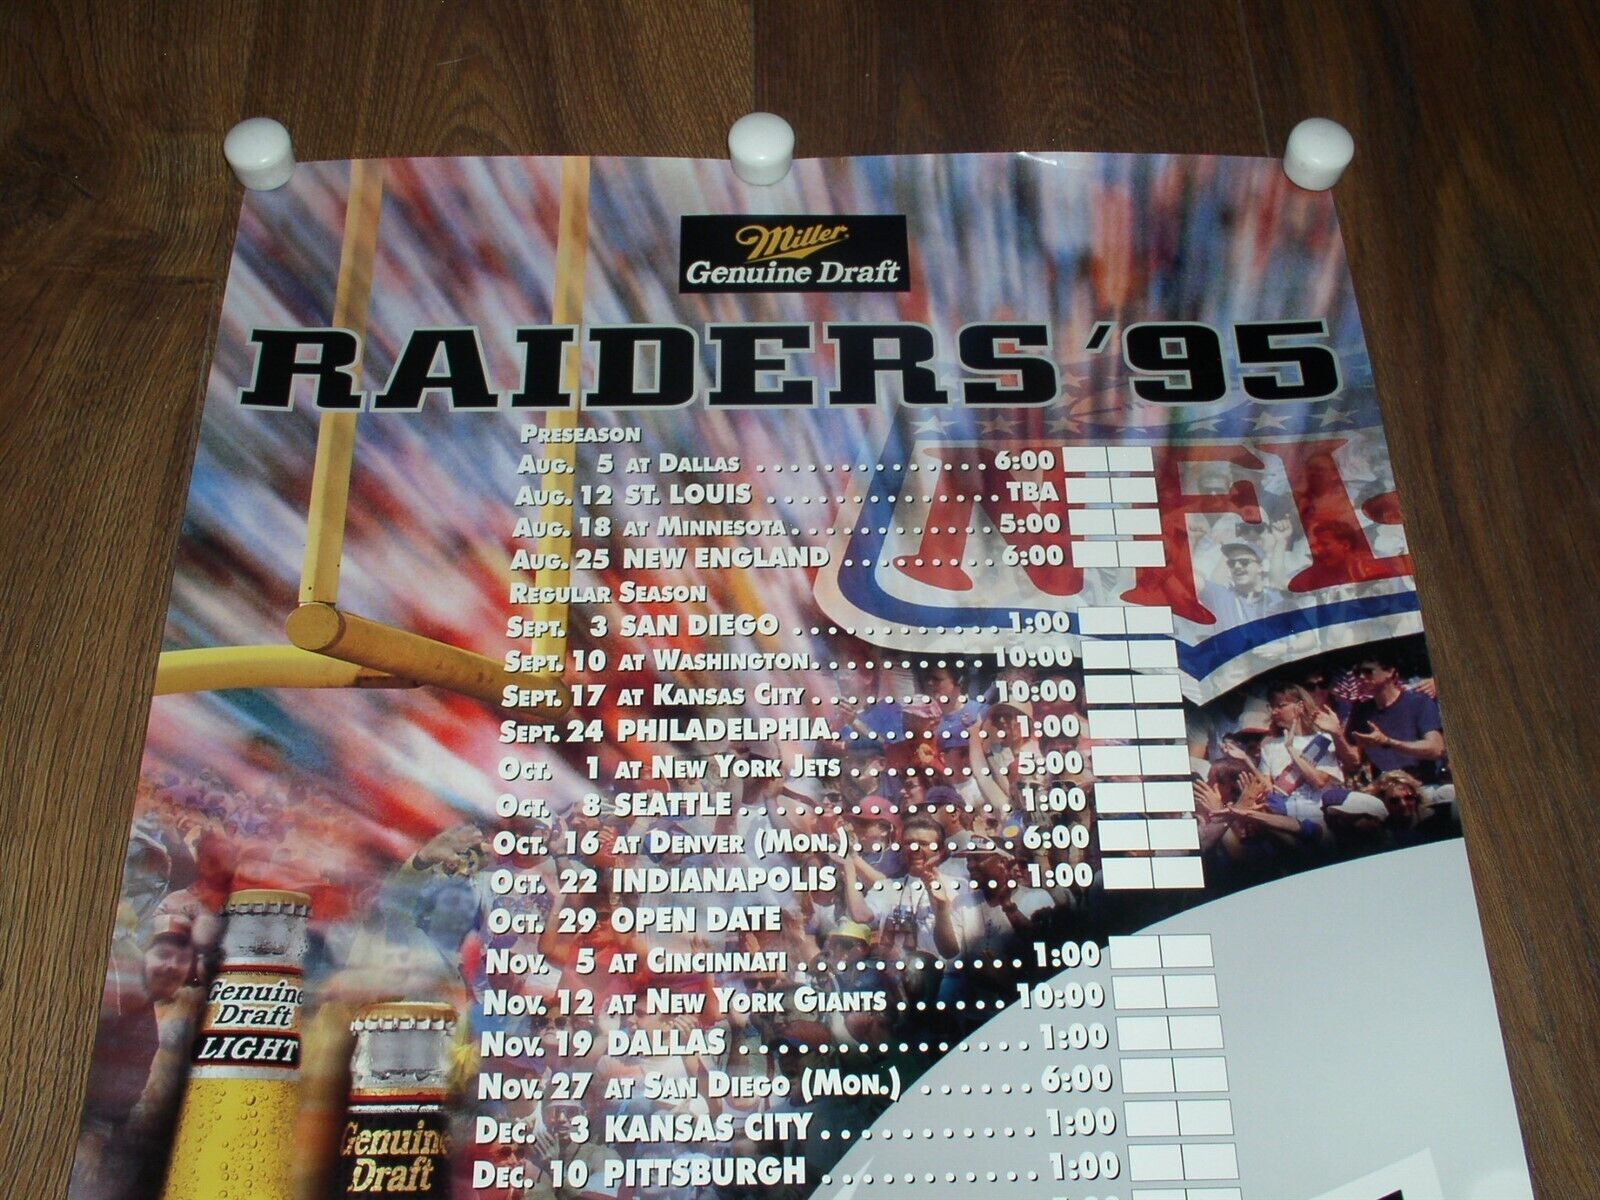 Miller
Genuine Draft
RAIDERS '95
PRESEASON
AUG. 5 AT DALLAS . . . . . . . . . . . . . . . 6:00
AUG. 12 ST. LOUIS . . . . . . . . . . . . . . . TBA
AUG. 18 AT MINNESOTA . . . . . . . . . . . . . 5:00
AUG. 25 NEW ENGLAND . . . . . . . . . 6:00
REGULAR SEASON
SEPT. 3 SAN DIEGO . . . . . . . . . . . . 1:00
SEPT. 10 AT WASHINGTON . . . . . . . . . . 10:00
SEPT. 17 AT KANSAS CITY . . . . . . . . . . 10:00
SEPT. 24 PHILADELPHIA . . . . . . . . . . 1:00
OCT. 1 AT NEW YORK JETS . . . . . . . . . 5:00
OCT. 8 SEATTLE . . . . . . . . . . . . . . 1:00
OCT. 16 AT DENVER (MON.) . . . . . . . . . 6:00
OCT. 22 INDIANAPOLIS . . . . . . . . . 1:00
OCT. 29 OPEN DATE
NOV. 5 AT CINCINNATI . . . . . . . . . . . . 1:00
NOV. 12 AT NEW YORK GIANTS . . . . . . 10:00
NOV. 19 DALLAS . . . . . . . . . . . . . . . 1:00
NOV. 27 AT SAN DIEGO (MON.) . . . . . . 6:00
DEC. 3 KANSAS CITY . . . . . . . . . . . 1:00
DEC. 10 PITTSBURGH . . . . . . . . . . . 1:00
NFL
Genuine
Draft
LIGHT
Genuine
Draft